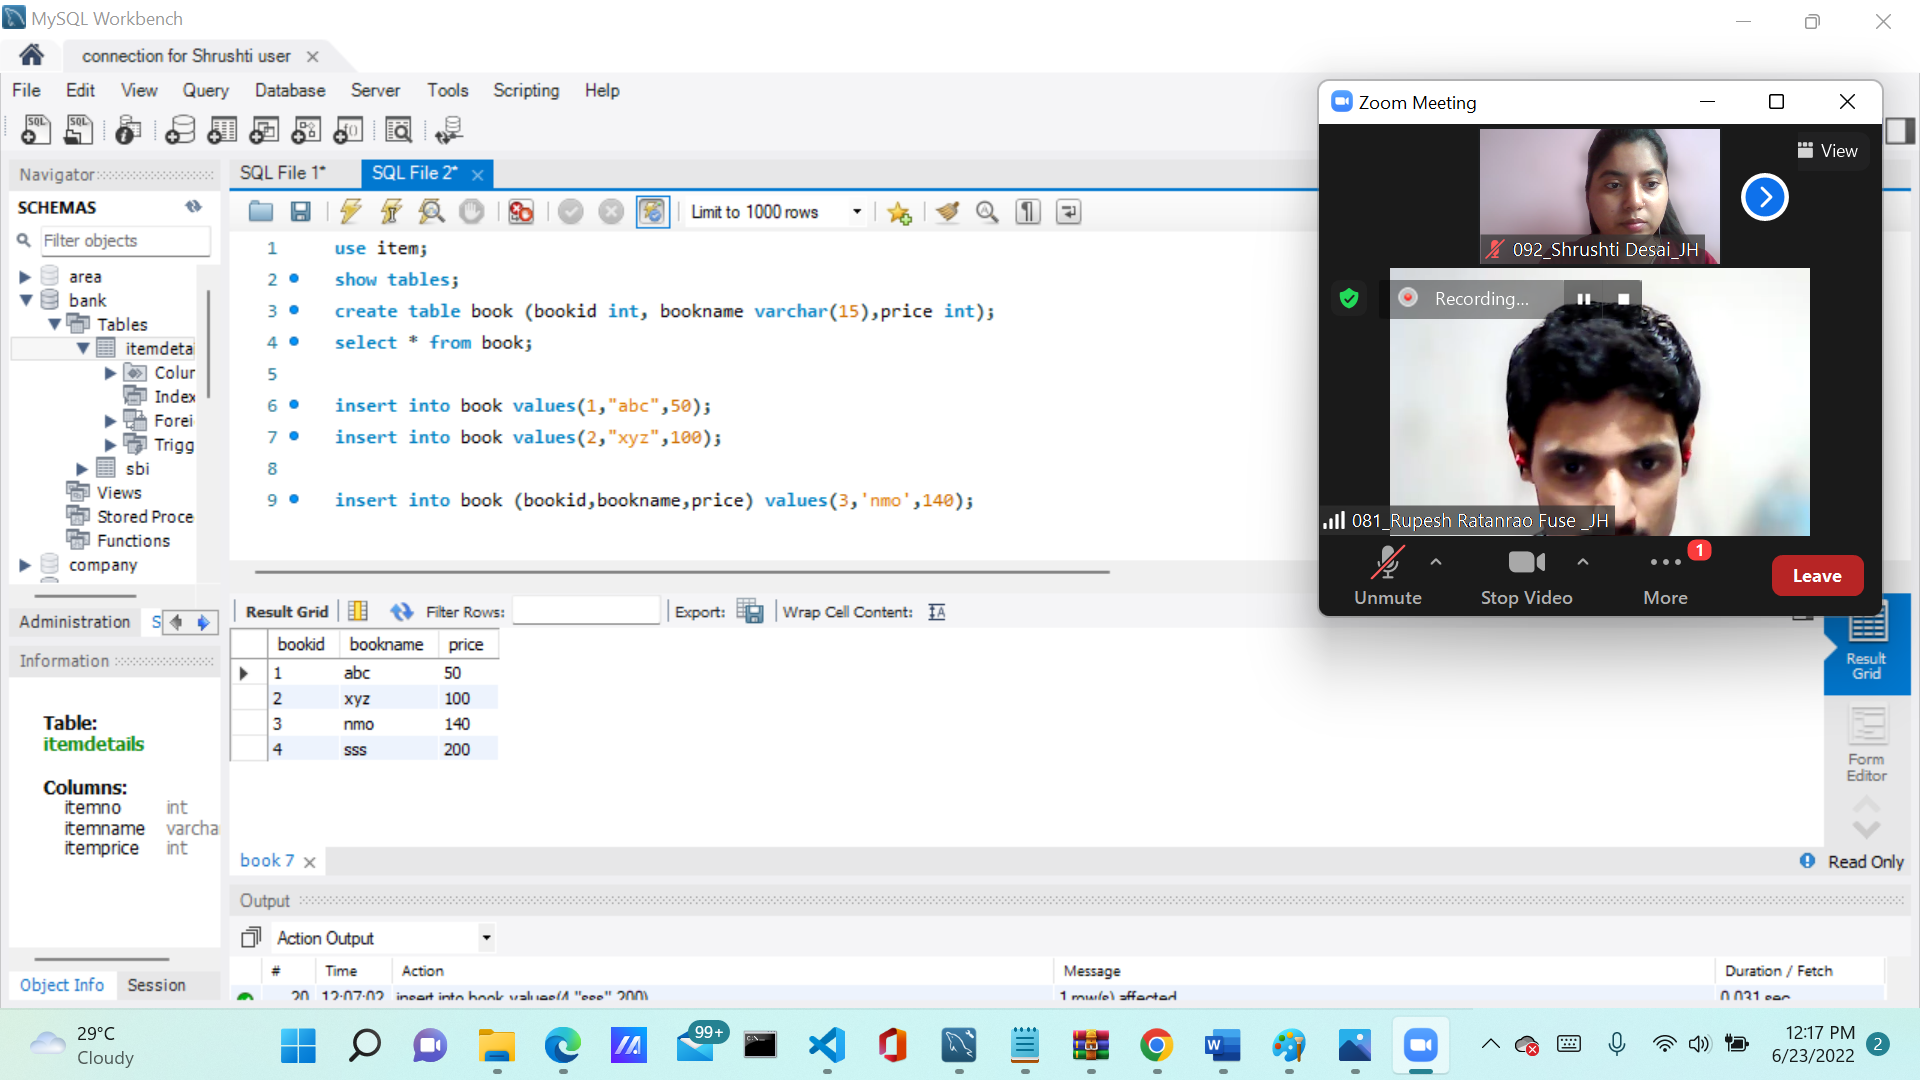 MySQL Workbench
connection for Shrushti user
File Edit View Query Database Server Tools Scripting Help
Navigator
SCHEMAS
Filter objects
area
bank
Tables
itemdeta
Colur
Index
Forei
Trigg
sbi
Views
Stored Proce
Functions
company
Administration S
Information
Table:
itemdetails
Columns:
itemno int
itemname varcha
itemprice int
Object Info Session
SQL File 1* SQL File 2*
Limit to 1000 rows
1 use item;
2 show tables;
3 create table book (bookid int, bookname varchar(15),price int);
4 select * from book;
5
6 insert into book values(1,"abc",50);
7 insert into book values(2,"xyz",100);
8
9 insert into book (bookid,bookname,price) values(3,'nmo',140);
Result Grid Filter Rows: Export: Wrap Cell Content:
bookid bookname price
1 abc 50
2 xyz 100
3 nmo 140
4 sss 200
Result Grid
Form Editor
book 7
Read Only
Output
Action Output
# Time Action Message Duration / Fetch
20 12:07:02 insert into book values(4,"sss",200) 1 row(s) affected 0.031 sec
Zoom Meeting
View
092_Shrushti Desai_JH
Recording...
081_Rupesh Ratanrao Fuse _JH
1
Unmute Stop Video More Leave
29°C
Cloudy
99+
12:17 PM
6/23/2022
2